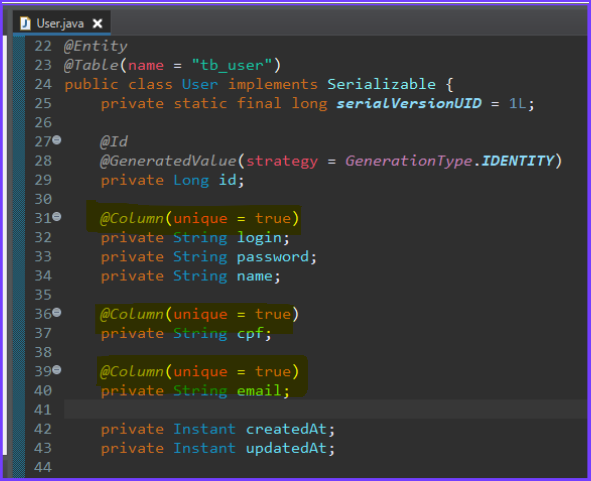 User.java
22 @Entity
23 @Table(name = "tb_user")
24 public class User implements Serializable {
25 private static final long serialVersionUID = 1L;
26
27 @Id
28 @GeneratedValue(strategy = GenerationType.IDENTITY)
29 private Long id;
30
31 @Column(unique = true)
32 private String login;
33 private String password;
34 private String name;
35
36 @Column(unique = true)
37 private String cpf;
38
39 @Column(unique = true)
40 private String email;
41
42 private Instant createdAt;
43 private Instant updatedAt;
44